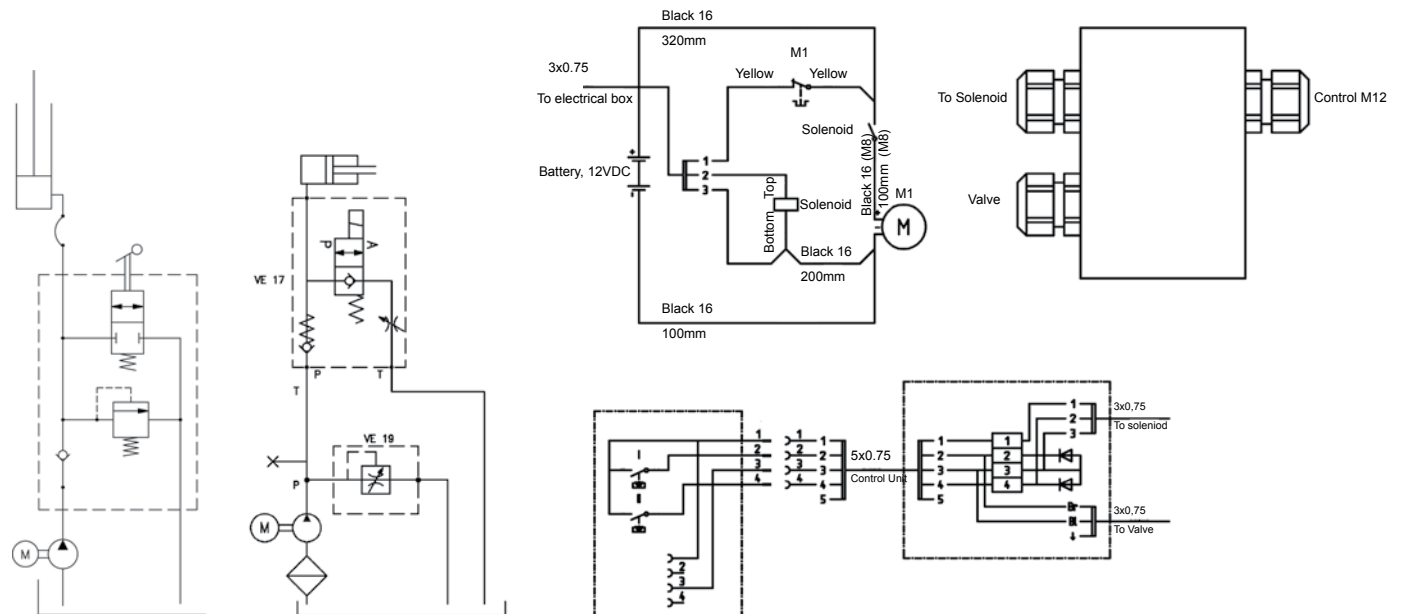 M
VE 17
P
A
P
T
T
VE 19
P
M
Black 16
320mm
M1
3x0.75
Yellow
Yellow
To electrical box
Solenoid
Battery, 12VDC
+
-
1
2
3
Top
Solenoid
Bottom
Black 16 (M8)
100mm (M8)
M1
+
-
M
Black 16
200mm
Black 16
100mm
To Solenoid
Control M12
Valve
I
II
1
2
3
4
1
2
3
4
1
2
3
4
5
2
3
4
5x0.75
Control Unit
1
2
3
4
5
1
2
3
4
1
2
3
3x0,75
To soleniod
Br
Bl
3x0,75
To Valve